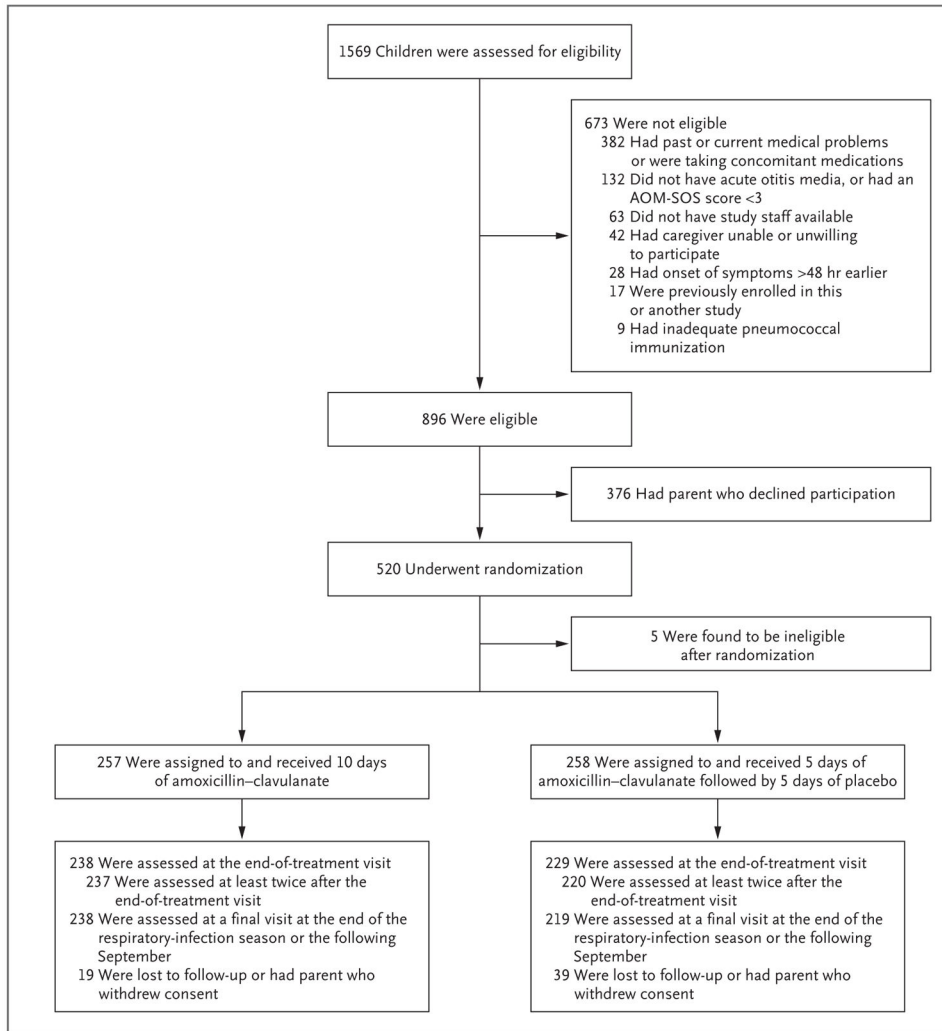 1569 Children were assessed for eligibility
673 Were not eligible
382 Had past or current medical problems
or were taking concomitant medications
132 Did not have acute otitis media, or had an
AOM-SOS score <3
63 Did not have study staff available
42 Had caregiver unable or unwilling
to participate
28 Had onset of symptoms >48 hr earlier
17 Were previously enrolled in this
or another study
9 Had inadequate pneumococcal
immunization
896 Were eligible
376 Had parent who declined participation
520 Underwent randomization
5 Were found to be ineligible
after randomization
257 Were assigned to and received 10 days
of amoxicillin–clavulanate
258 Were assigned to and received 5 days of
amoxicillin–clavulanate followed by 5 days of placebo
238 Were assessed at the end-of-treatment visit
237 Were assessed at least twice after the
end-of-treatment visit
238 Were assessed at a final visit at the end of the
respiratory-infection season or the following
September
19 Were lost to follow-up or had parent who
withdrew consent
229 Were assessed at the end-of-treatment visit
220 Were assessed at least twice after the
end-of-treatment visit
219 Were assessed at a final visit at the end of the
respiratory-infection season or the following
September
39 Were lost to follow-up or had parent who
withdrew consent